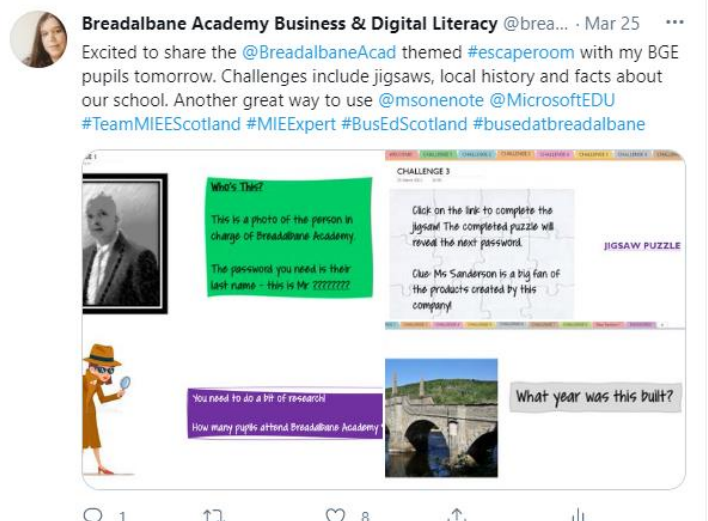 Breadalbane Academy Business & Digital Literacy @brea... · Mar 25 ···
Excited to share the @BreadalbaneAcad themed #escaperoom with my BGE
pupils tomorrow. Challenges include jigsaws, local history and facts about
our school. Another great way to use @msonenote @MicrosoftEDU
#TeamMIEEScotland #MIEExpert #BusEdScotland #busedatbreadalbane
Who's This?
This is a photo of the person in
charge of Breadalbane Academy.
The password you need is their
last name - this is Mr ????????
CHALLENGE 3
Click on the link to complete the
jigsaw! The completed puzzle will
reveal the next password.
Clue: Ms Sanderson is a big fan of
the products created by this
company!
JIGSAW PUZZLE
You need to do a bit of research!
How many pupils attend Breadalbane Academy
What year was this built?
1
8